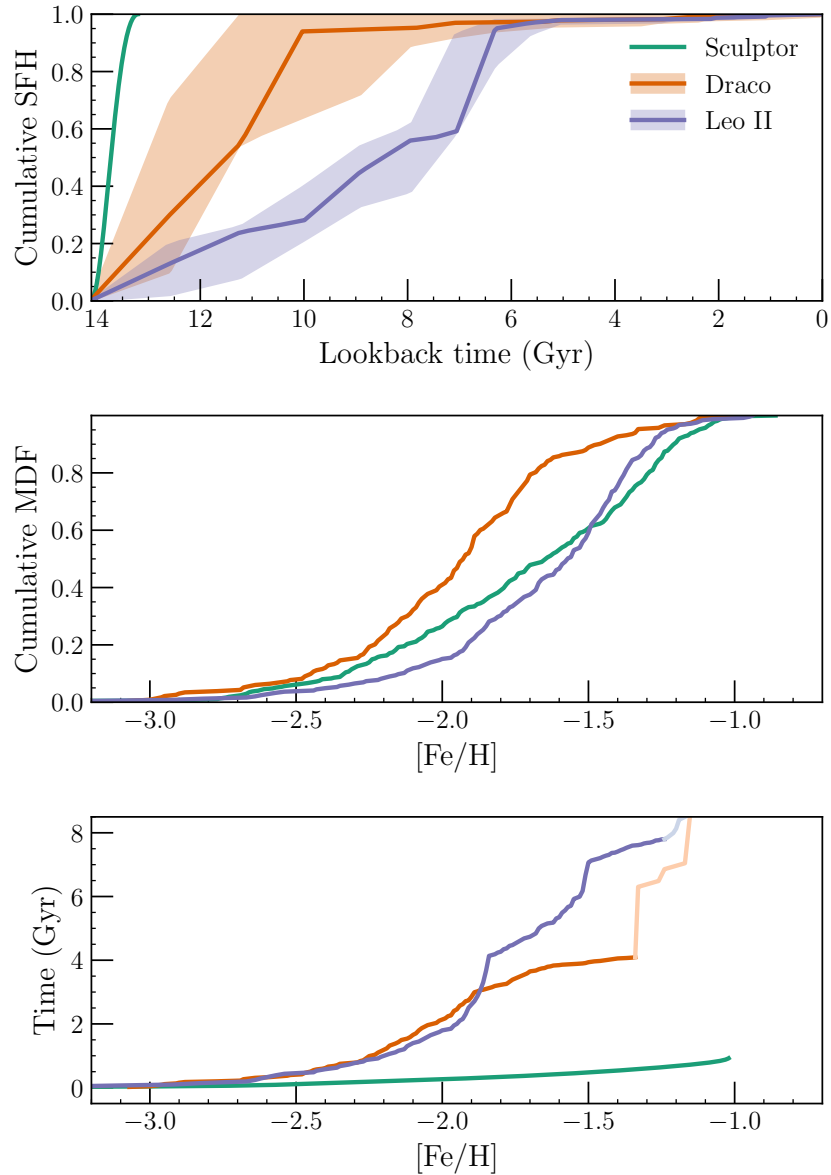 1.0
0.8
0.6
0.4
0.2
0.0
Cumulative SFH
Sculptor
Draco
Leo II
14 12 10 8 6 4 2 0
Lookback time (Gyr)
0.8
0.6
0.4
0.2
0.0
Cumulative MDF
−3.0 −2.5 −2.0 −1.5 −1.0
[Fe/H]
8
6
4
2
0
Time (Gyr)
−3.0 −2.5 −2.0 −1.5 −1.0
[Fe/H]